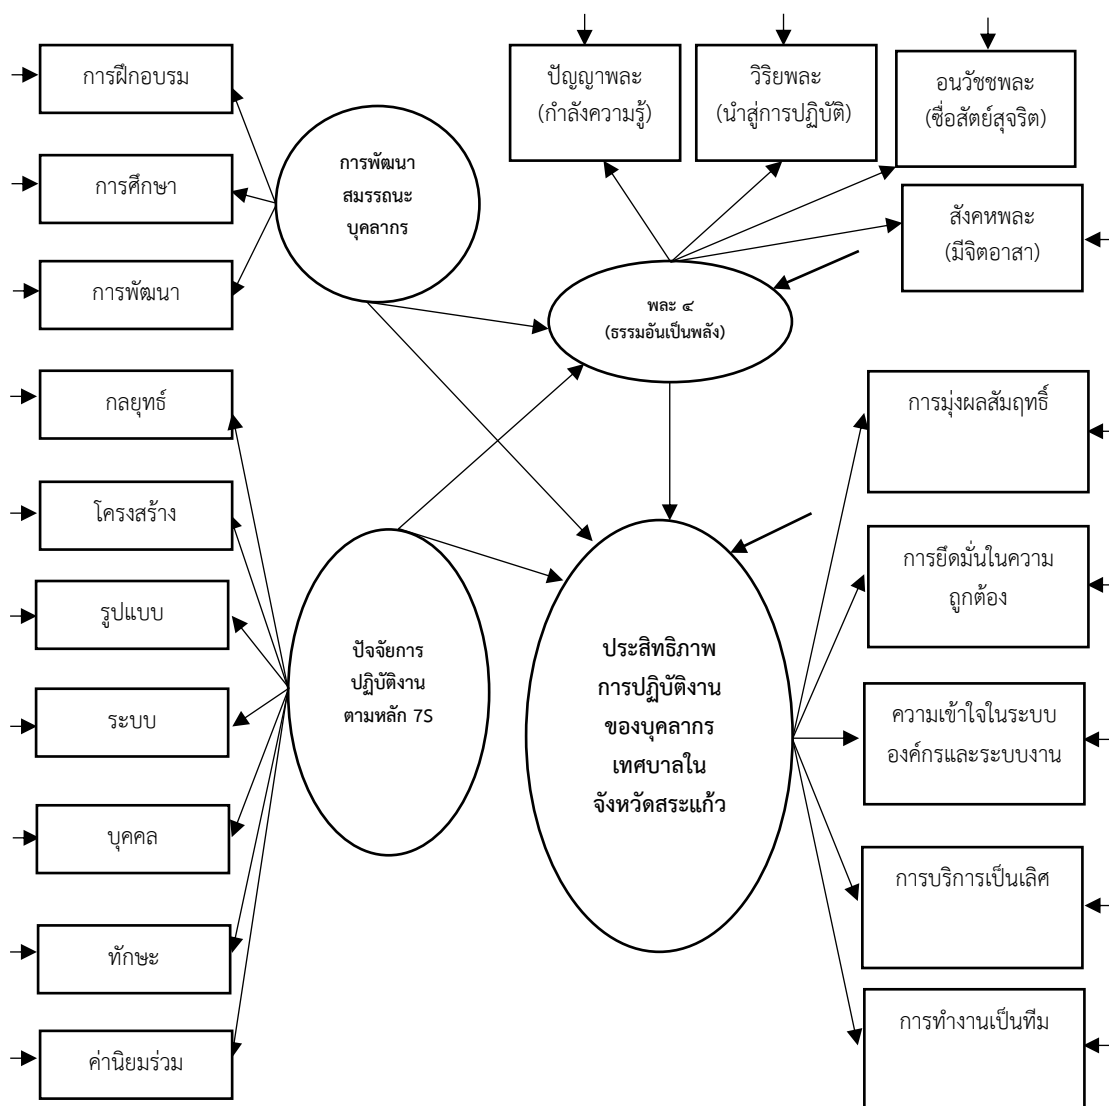 การฝึกอบรม
การศึกษา
การพัฒนา
การพัฒนา
สมรรถนะ
บุคลากร
ปัญญาพละ
(กำลังความรู้)
วิริยพละ
(นำสู่การปฏิบัติ)
อนวัชชพละ
(ซื่อสัตย์สุจริต)
สังคหพละ
(มีจิตอาสา)
พละ ๔
(ธรรมอันเป็นพลัง)
กลยุทธ์
โครงสร้าง
รูปแบบ
ระบบ
บุคคล
ทักษะ
ค่านิยมร่วม
ปัจจัยการ
ปฏิบัติงาน
ตามหลัก 7S
ประสิทธิภาพ
การปฏิบัติงาน
ของบุคลากร
เทศบาลใน
จังหวัดสระแก้ว
การมุ่งผลสัมฤทธิ์
การยึดมั่นในความ
ถูกต้อง
ความเข้าใจในระบบ
องค์กรและระบบงาน
การบริการเป็นเลิศ
การทำงานเป็นทีม